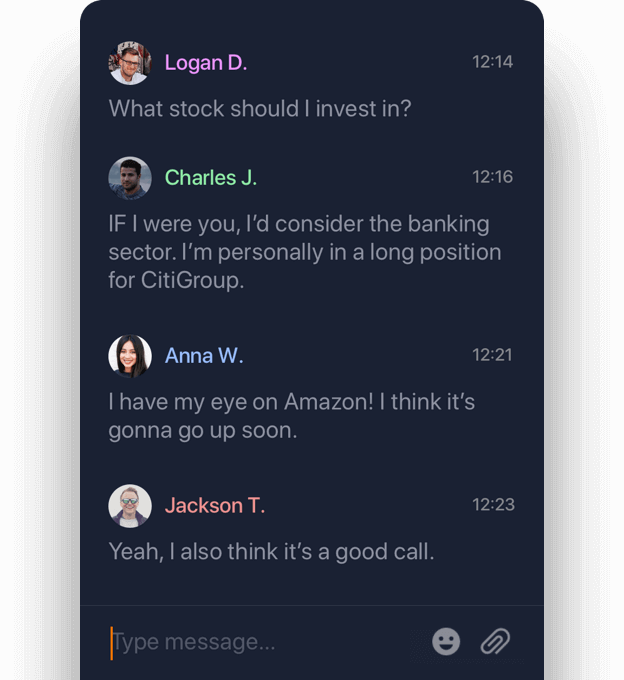 Logan D. 12:14
What stock should I invest in?
Charles J. 12:16
IF I were you, I’d consider the banking
sector. I’m personally in a long position
for CitiGroup.
Anna W. 12:21
I have my eye on Amazon! I think it’s
gonna go up soon.
Jackson T. 12:23
Yeah, I also think it’s a good call.
Type message...